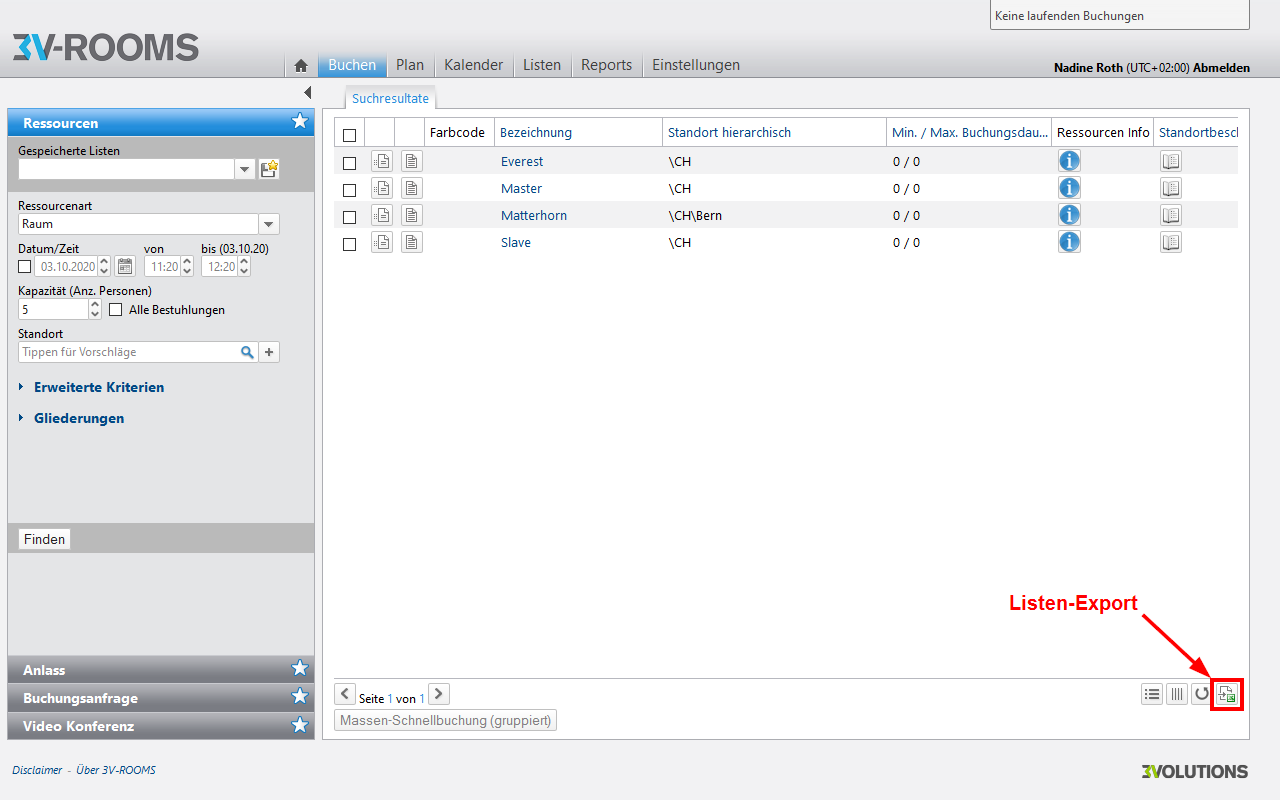 Keine laufenden Buchungen
3V-ROOMS
Buchen Plan Kalender Listen Reports Einstellungen
Nadine Roth (UTC+02:00) Abmelden
Ressourcen
Gespeicherte Listen
Ressourcenart
Raum
Datum/Zeit von bis (03.10.20)
03.10.2020 11:20 12:20
Kapazität (Anz. Personen)
5 Alle Bestuhlungen
Standort
Tippen für Vorschläge
Erweiterte Kriterien
Gliederungen
Finden
Anlass
Buchungsanfrage
Video Konferenz
Suchresultate
Farbcode Bezeichnung Standort hierarchisch Min. / Max. Buchungsdau... Ressourcen Info Standortbesch
Everest \CH 0 / 0
Master \CH 0 / 0
Matterhorn \CH\Bern 0 / 0
Slave \CH 0 / 0
Listen-Export
Seite 1 von 1
Massen-Schnellbuchung (gruppiert)
Disclaimer - Über 3V-ROOMS
3VOLUTIONS